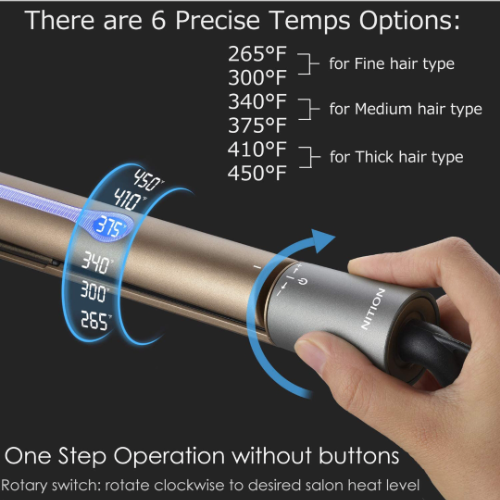 There are 6 Precise Temps Options:
265°F
300°F
for Fine hair type
340°F
375°F
for Medium hair type
410°F
450°F
for Thick hair type
450°
410°
375°
340°
300°
265°
NITION
One Step Operation without buttons
Rotary switch: rotate clockwise to desired salon heat level